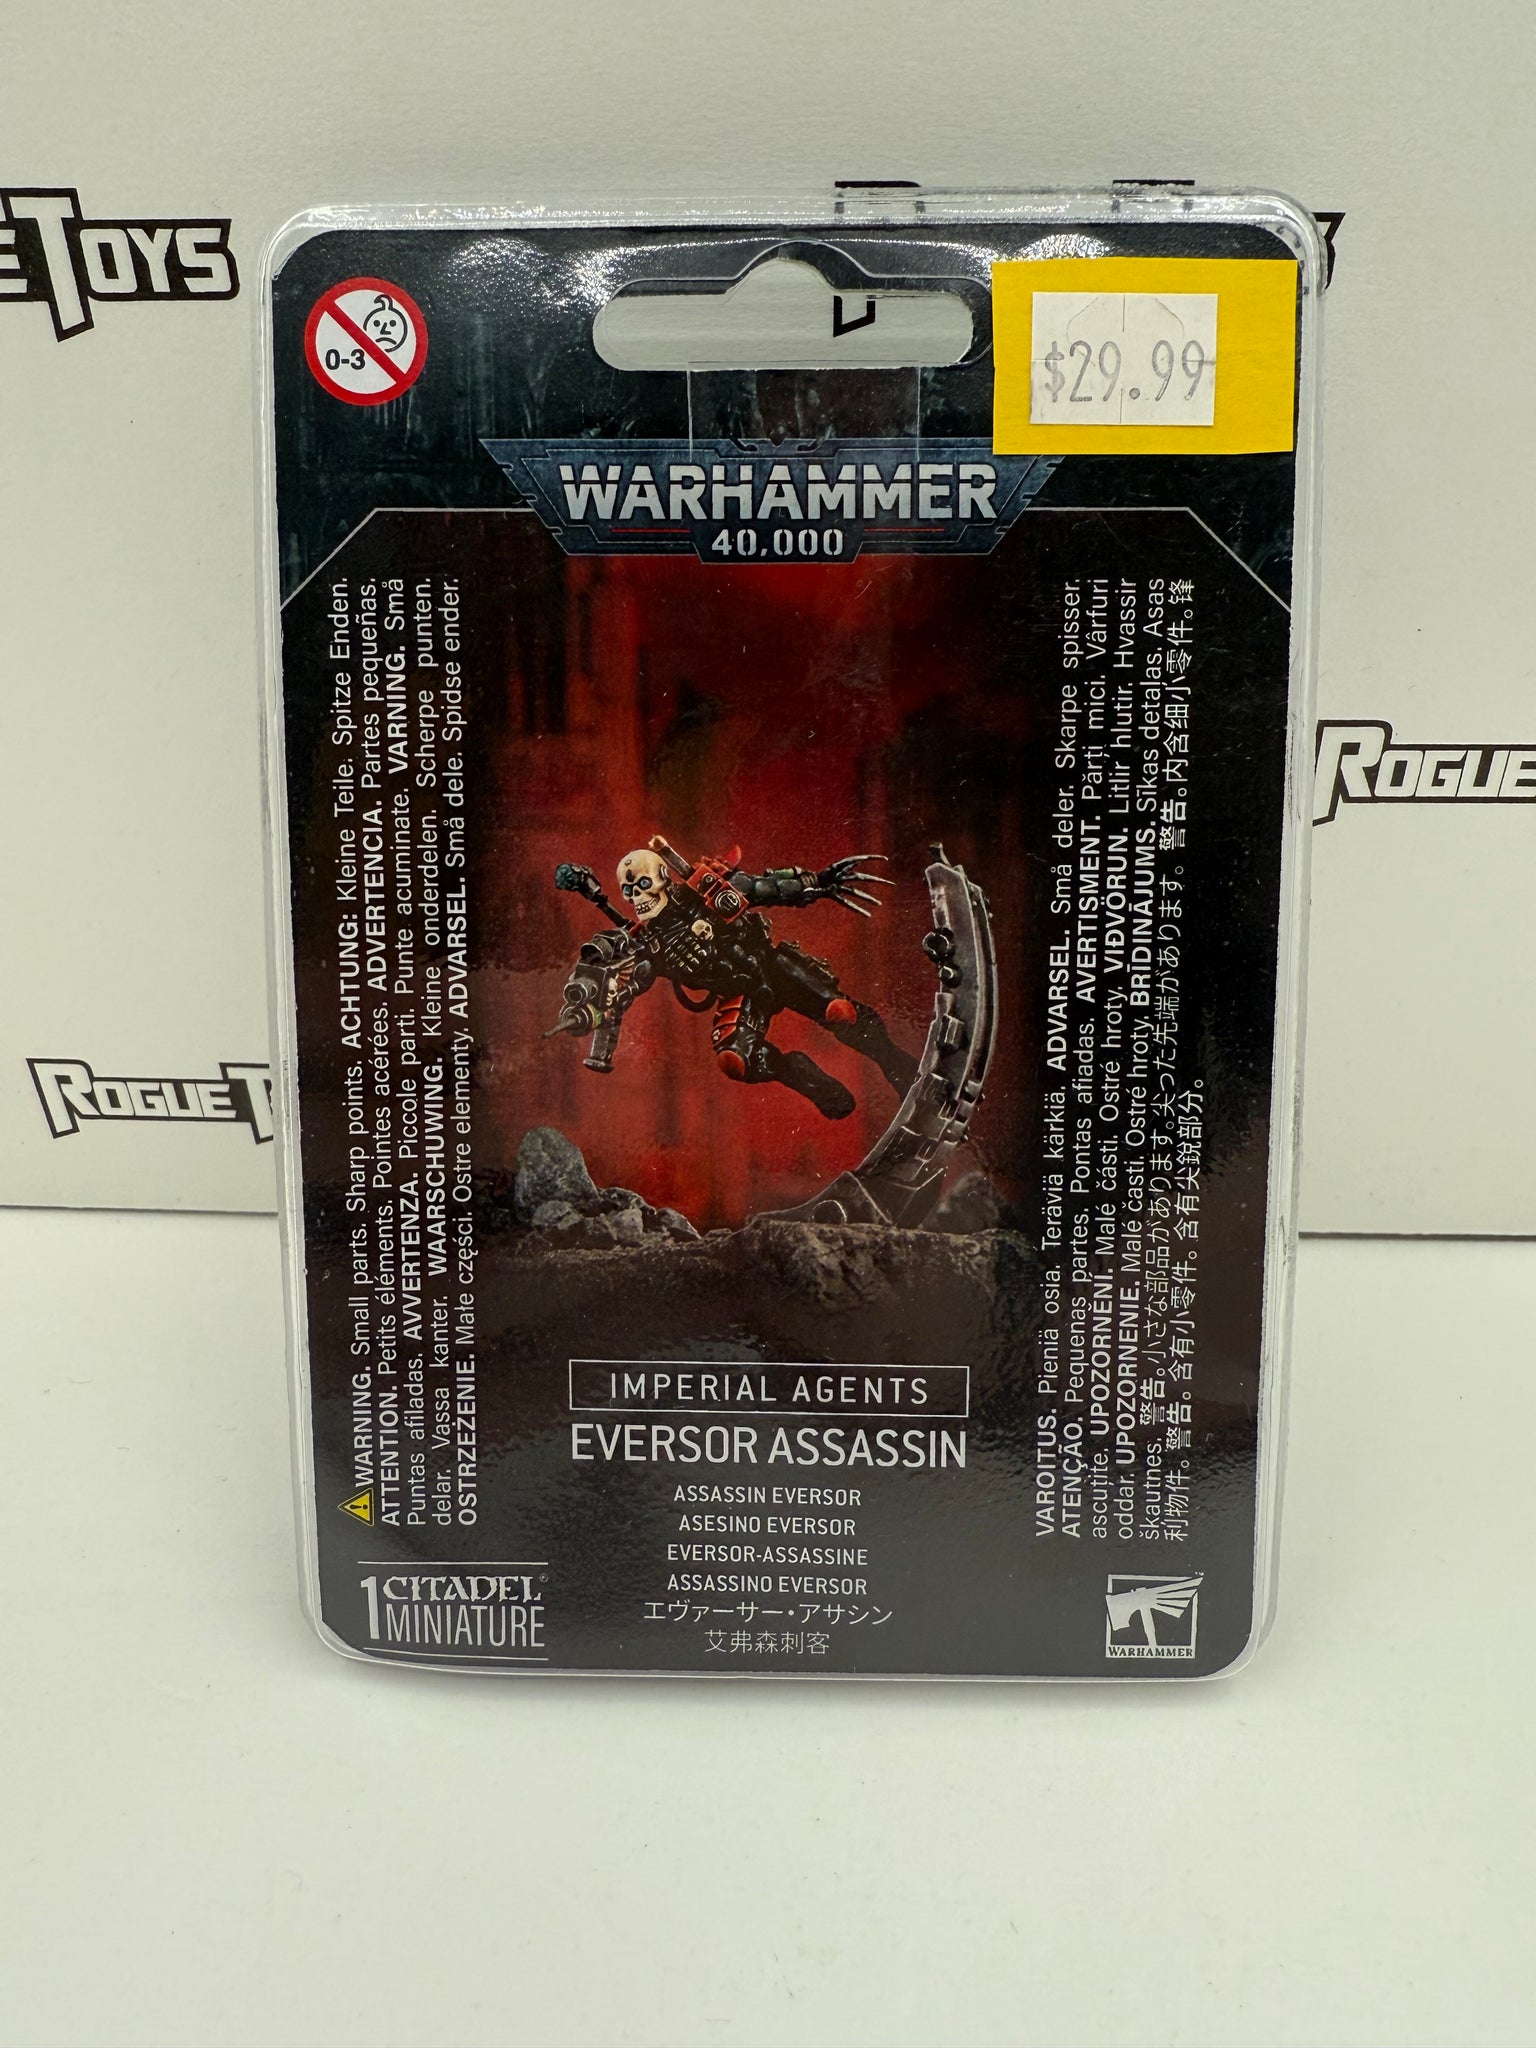 ETOYS
0-3
$29.99
WARHAMMER
40,000
WARNING. Small parts. Sharp points. ACHTUNG: Kleine Teile. Spitze Enden.
ATTENTION. Petits éléments. Pointes acérées. ADVERTENCIA. Partes pequeñas.
Puntas afiladas. AVVERTENZA. Piccole parti. Punte acuminate. VARNING. Små
delar. Vassa kanter. WAARSCHUWING. Kleine onderdelen. Scherpe punten.
OSTRZEŻENIE. Małe części. Ostre elementy. ADVARSEL. Små dele. Spidse ender.
VAROITUS. Pieniä osia. Teräviä kärkiä. ADVARSEL. Små deler. Skarpe spisser.
ATENÇÃO. Pequenas partes. Pontas afiadas. AVERTISMENT. Părți mici. Vârfuri
ascuțite. UPOZORNĚNÍ. Malé části. Ostré hroty. VIÐVÖRUN. Litlir hlutir. Hvassir
oddar. UPOZORNENIE. Malé časti. Ostré hroty. BRĪDINĀJUMS. Sīkas detaļas. Asas
šķautnes. 警告。小さな部品があります。尖った先端があります。 警告。内含细小零件。锋
利物件。警告。含有小零件。含有尖銳部分。
ROGUE
ROGUE T
IMPERIAL AGENTS
EVERSOR ASSASSIN
ASSASSIN EVERSOR
ASESINO EVERSOR
EVERSOR-ASSASSINE
ASSASSINO EVERSOR
エヴァーサー・アサシン
艾弗森刺客
1 CITADEL
MINIATURE
WARHAMMER